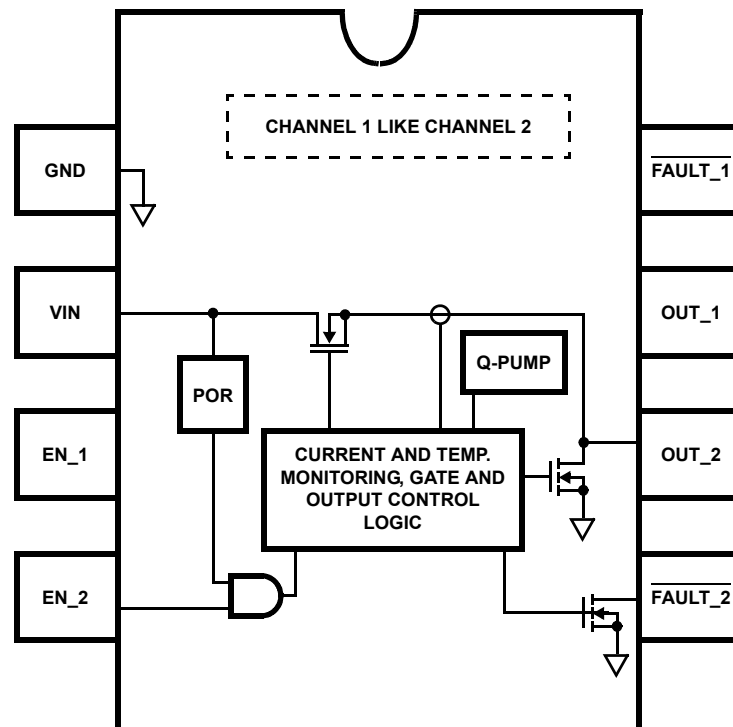 CHANNEL 1 LIKE CHANNEL 2
GND
FAULT_1
VIN
OUT_1
Q-PUMP
POR
EN_1
CURRENT AND TEMP.
MONITORING, GATE AND
OUTPUT CONTROL
LOGIC
OUT_2
EN_2
FAULT_2